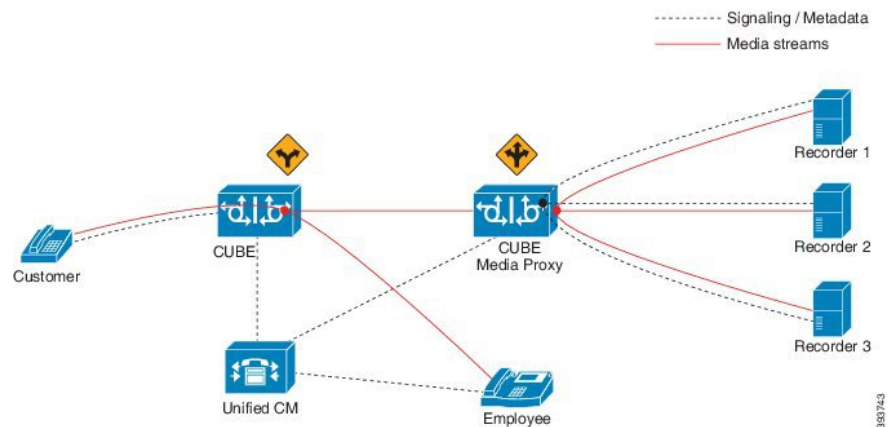 Signaling / Metadata
Media streams
Recorder 1
CUBE
CUBE
Media Proxy
Recorder 2
Customer
Recorder 3
Unified CM
Employee
393743